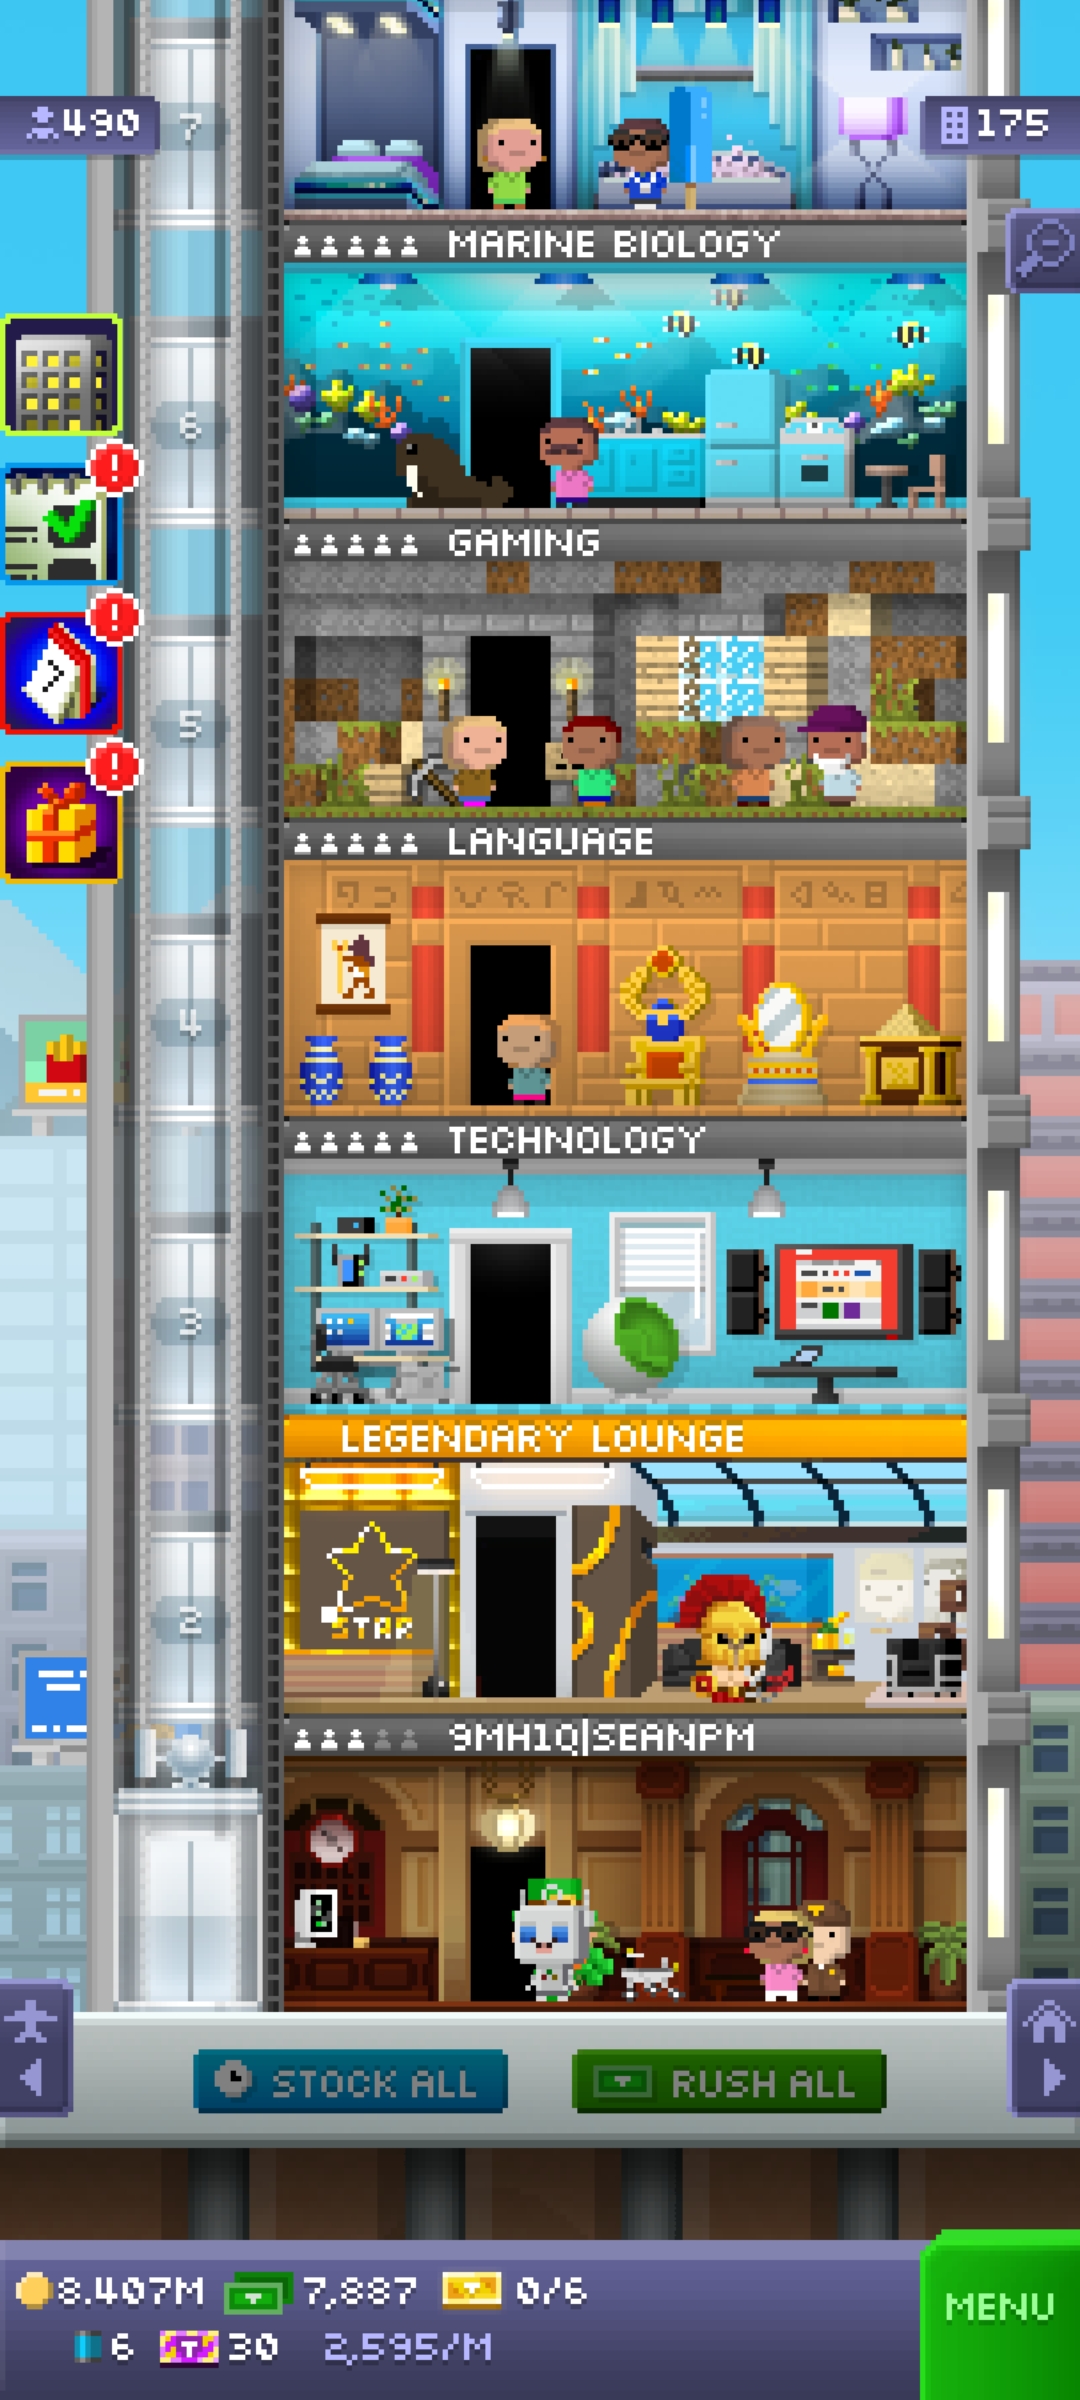 490
7
175
MARINE BIOLOGY
6
GAMING
5
LANGUAGE
4
TECHNOLOGY
3
LEGENDARY LOUNGE
STAR
2
9MH1Q|SEANPM
STOCK ALL
RUSH ALL
8.407M 7,887 0/6
MENU
6 T 30 2,595/M